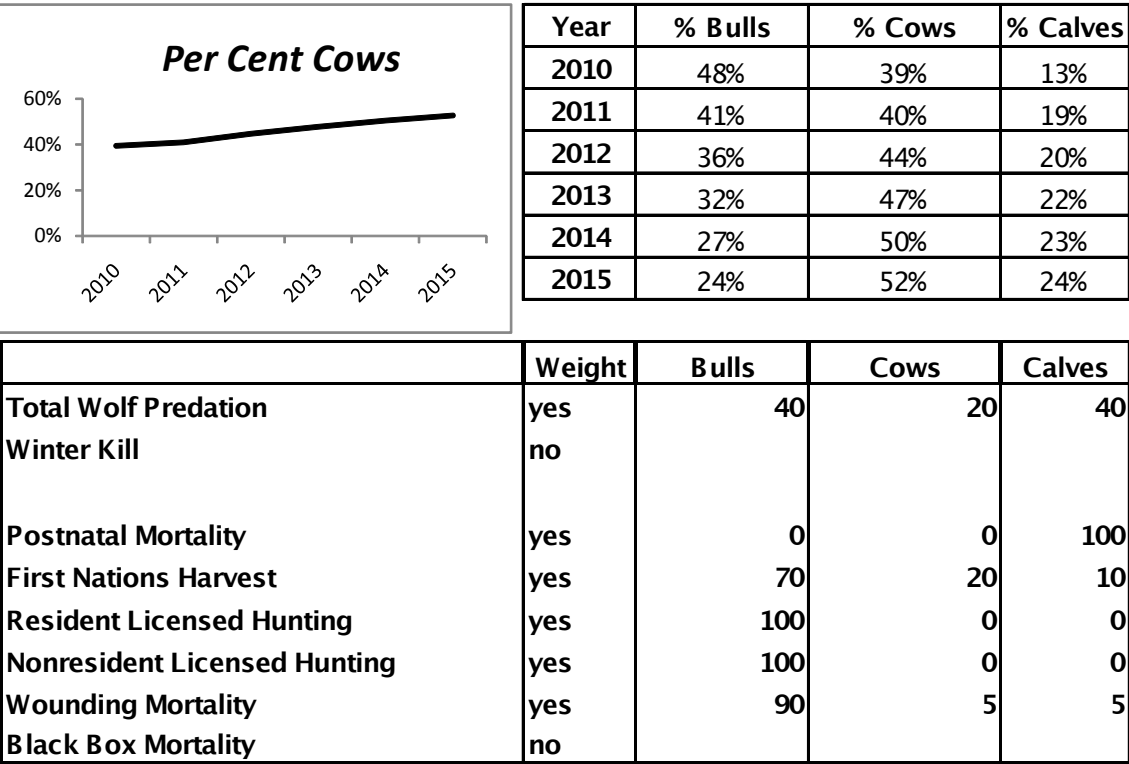 Per Cent Cows
60%
40%
20%
0%
2010 2011 2012 2013 2014 2015
Year % Bulls % Cows % Calves
2010 48% 39% 13%
2011 41% 40% 19%
2012 36% 44% 20%
2013 32% 47% 22%
2014 27% 50% 23%
2015 24% 52% 24%
Weight Bulls Cows Calves
Total Wolf Predation yes 40 20 40
Winter Kill no
Postnatal Mortality yes 0 0 100
First Nations Harvest yes 70 20 10
Resident Licensed Hunting yes 100 0 0
Nonresident Licensed Hunting yes 100 0 0
Wounding Mortality yes 90 5 5
Black Box Mortality no